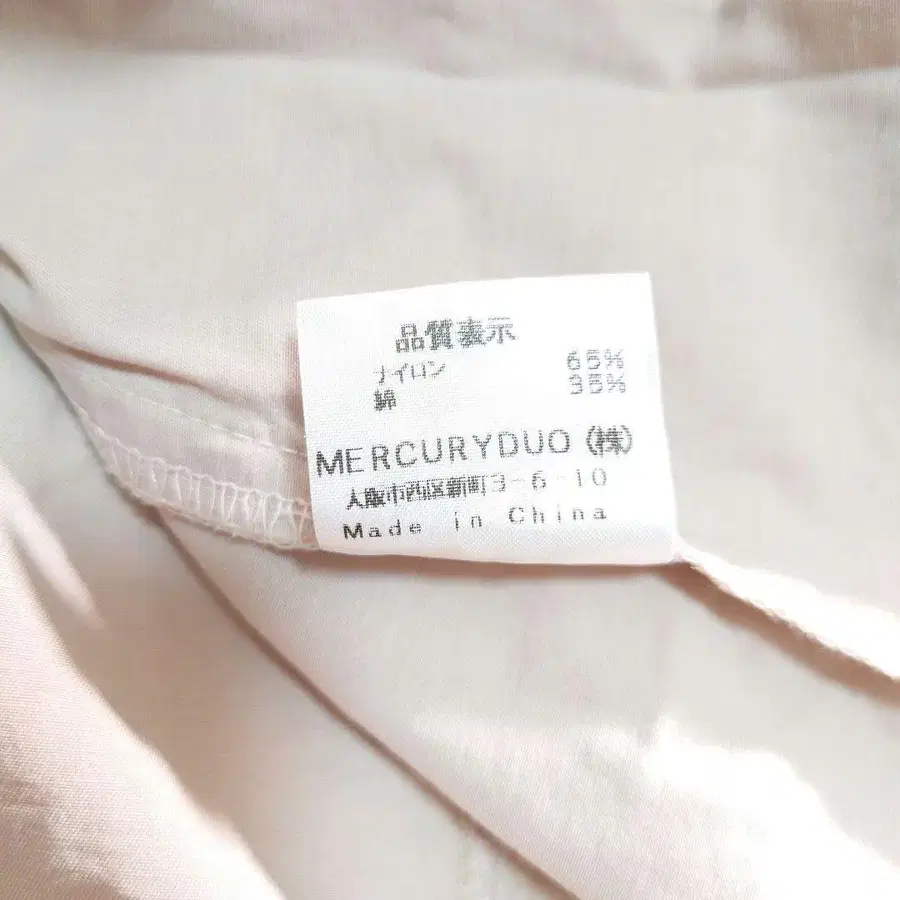 品質表示
ナイロン 65%
綿 35%
MERCURYDUO (株)
大阪市西区新町3-6-10
Made in China